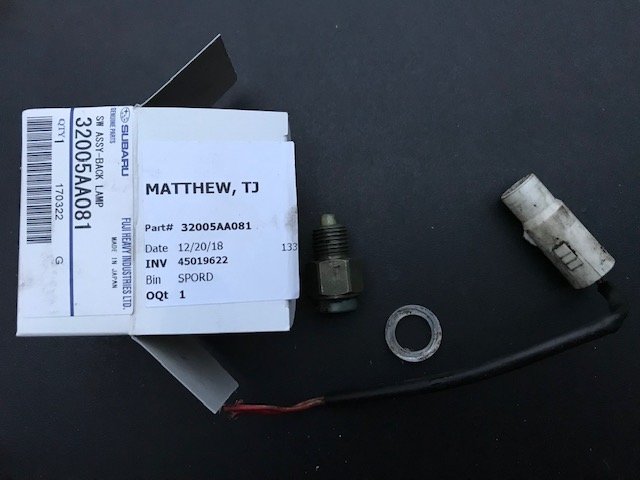 SUBARU
GENUINE PARTS
SW ASSY-BACK LAMP
32005AA081
QTY 1 170322 G
FUJI HEAVY INDUSTRIES LTD.
MADE IN JAPAN
MATTHEW, TJ
Part# 32005AA081
Date 12/20/18 133
INV 45019622
Bin SPORD
OQt 1